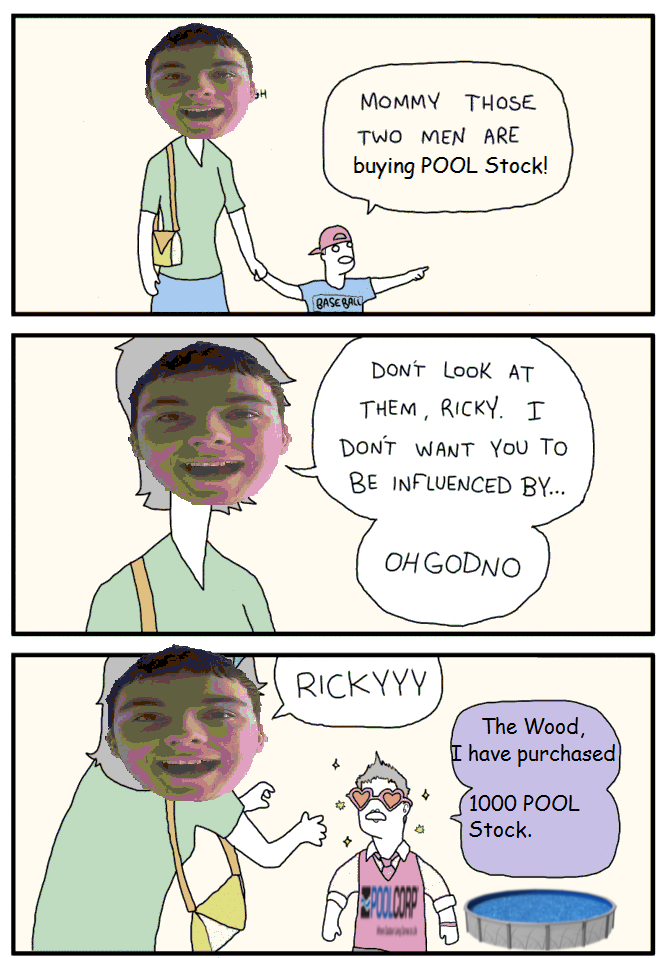 GH
MOMMY THOSE
TWO MEN ARE
buying POOL Stock!
BASEBALL
DON'T LOOK AT
THEM, RICKY. I
DON'T WANT YOU TO
BE INFLUENCED BY...
OHGODNO
RICKYYY
The Wood,
I have purchased
1000 POOL
Stock.
POOLCORP